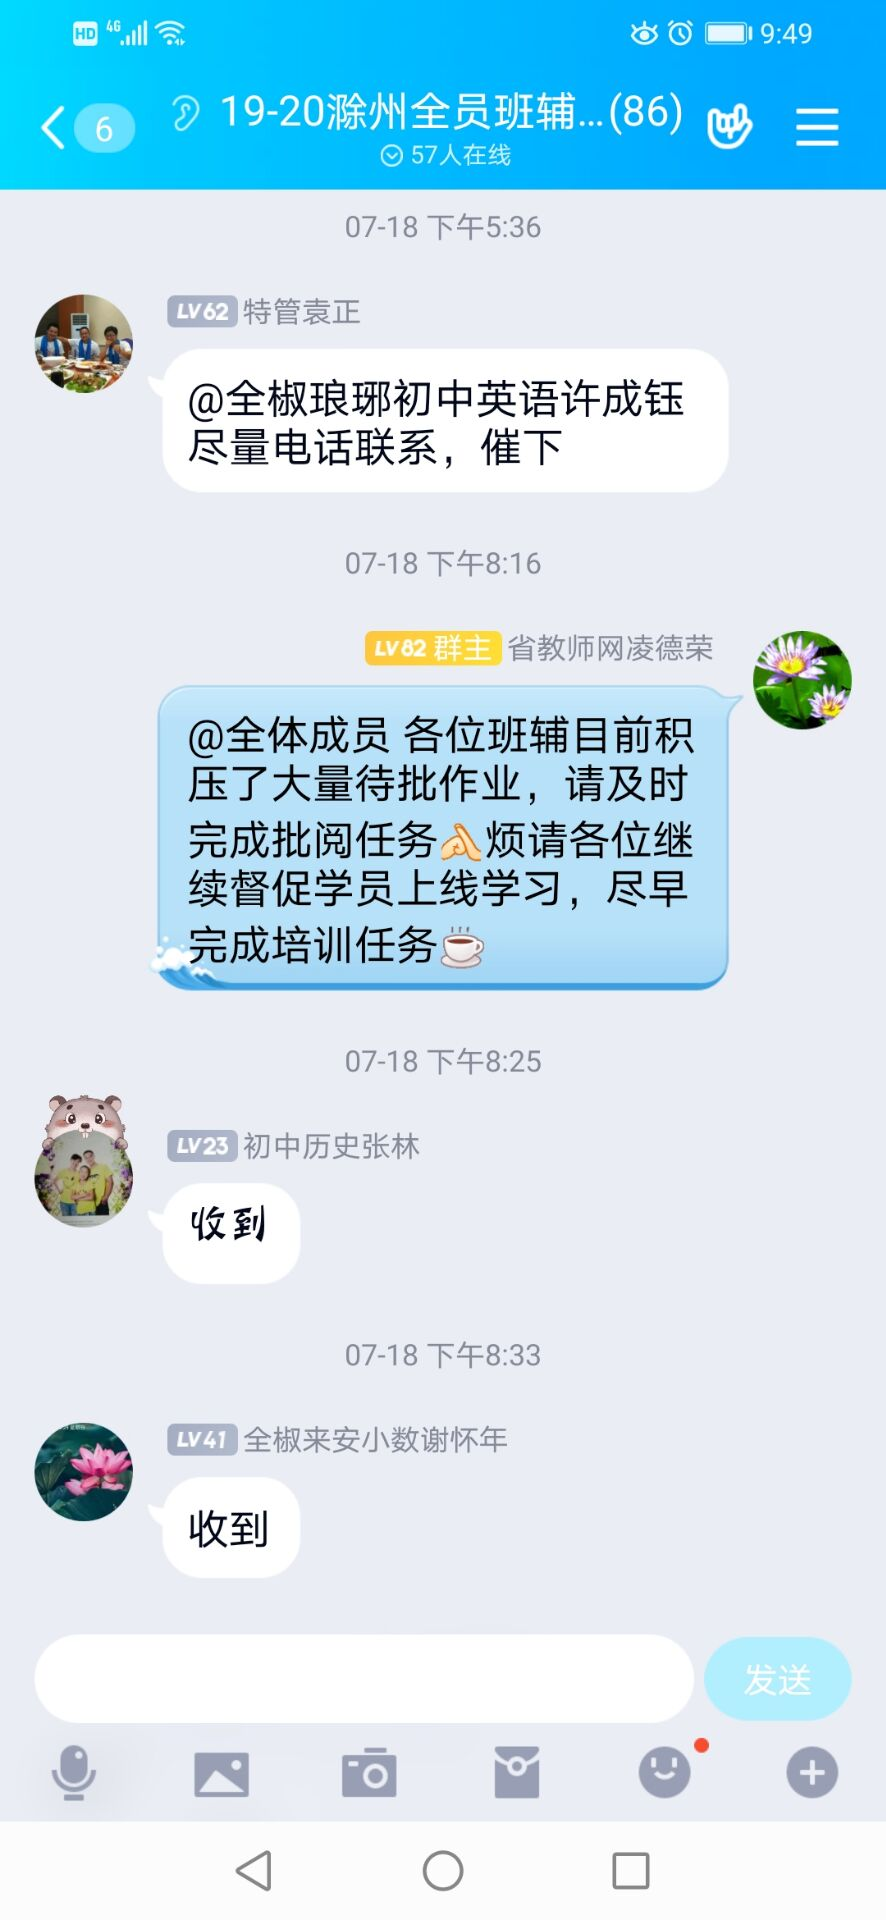 HD 4G 9:49
6 19-20滁州全员班辅...(86)
57人在线
07-18 下午5:36
LV62 特管袁正
@全椒琅琊初中英语许成钰
尽量电话联系，催下
07-18 下午8:16
LV82 群主 省教师网凌德荣
@全体成员 各位班辅目前积
压了大量待批作业，请及时
完成批阅任务烦请各位继
续督促学员上线学习，尽早
完成培训任务
07-18 下午8:25
LV23 初中历史张林
收到
07-18 下午8:33
LV41 全椒来安小数谢怀年
收到
发送